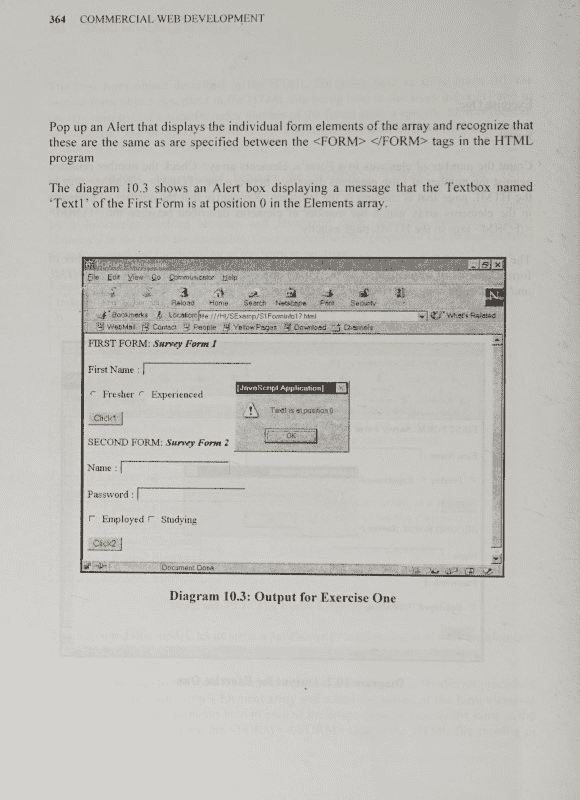 364 COMMERCIAL WEB DEVELOPMENT
Pop up an Alert that displays the individual form elements of the array and recognize that
these are the same as are specified between the <FORM> </FORM> tags in the HTML
program
The diagram 10.3 shows an Alert box displaying a message that the Textbox named
‘Text1’ of the First Form is at position 0 in the Elements array.
File Edit View Go Communicator Help
Reload Home Search Netscape Print Security
Bookmarks Location file:///H|/SExamp/S1FormInfo17.html What's Related
WebMail Contact People Yellow Pages Download Channels
FIRST FORM: Survey Form 1
First Name :
Fresher Experienced
[JavaScript Application]
Text1 is at position 0
OK
Click1
SECOND FORM: Survey Form 2
Name :
Password :
Employed Studying
Click2
Document Done
Diagram 10.3: Output for Exercise One